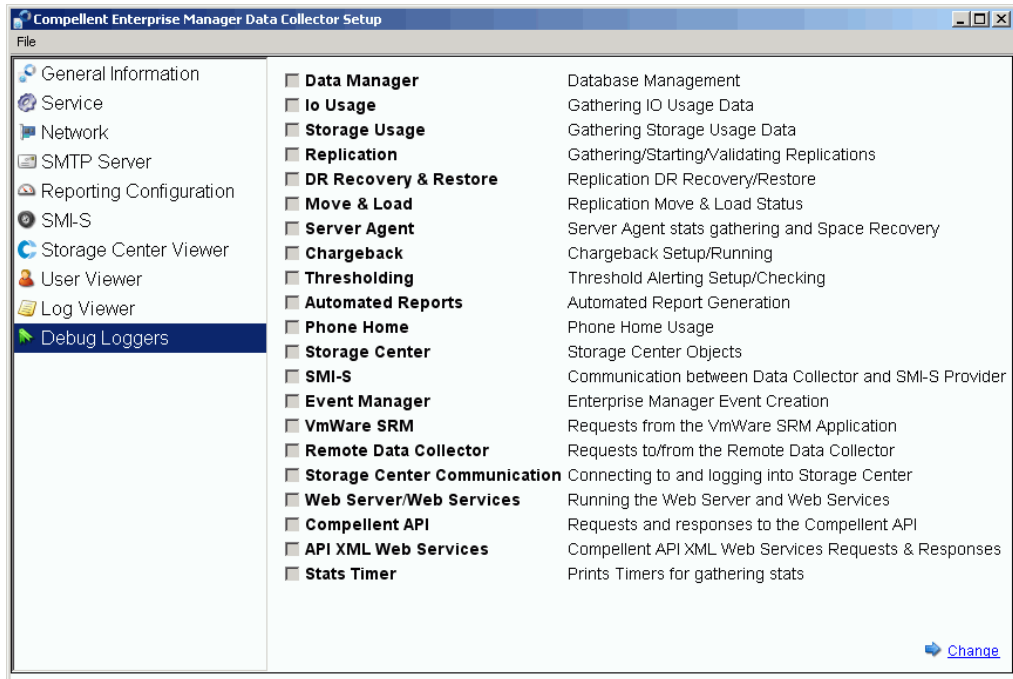 Compellent Enterprise Manager Data Collector Setup
File
General Information
Service
Network
SMTP Server
Reporting Configuration
SMI-S
Storage Center Viewer
User Viewer
Log Viewer
Debug Loggers
Data Manager Database Management
Io Usage Gathering IO Usage Data
Storage Usage Gathering Storage Usage Data
Replication Gathering/Starting/Validating Replications
DR Recovery & Restore Replication DR Recovery/Restore
Move & Load Replication Move & Load Status
Server Agent Server Agent stats gathering and Space Recovery
Chargeback Chargeback Setup/Running
Thresholding Threshold Alerting Setup/Checking
Automated Reports Automated Report Generation
Phone Home Phone Home Usage
Storage Center Storage Center Objects
SMI-S Communication between Data Collector and SMI-S Provider
Event Manager Enterprise Manager Event Creation
VmWare SRM Requests from the VmWare SRM Application
Remote Data Collector Requests to/from the Remote Data Collector
Storage Center Communication Connecting to and logging into Storage Center
Web Server/Web Services Running the Web Server and Web Services
Compellent API Requests and responses to the Compellent API
API XML Web Services Compellent API XML Web Services Requests & Responses
Stats Timer Prints Timers for gathering stats
Change